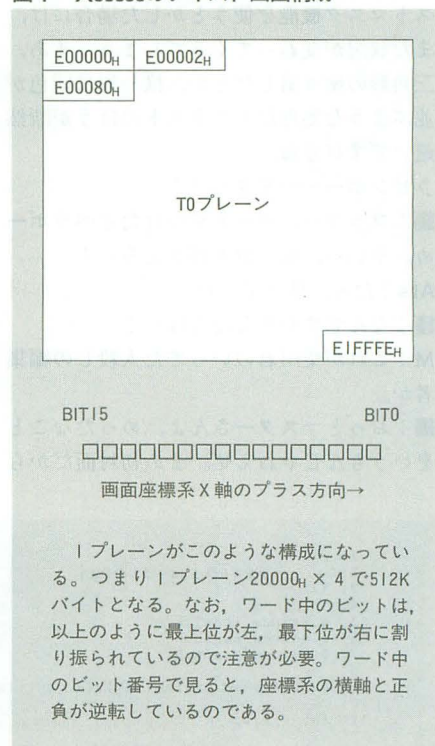 E00000H E00002H
E00080H
T0プレーン
E1FFFEH
BIT15 BIT0
画面座標系X軸のプラス方向→
1プレーンがこのような構成になってい
る。つまり1プレーン20000H×4で512K
バイトとなる。なお，ワード中のビットは，
以上のように最上位が左，最下位が右に割
り振られているので注意が必要。ワード中
のビット番号で見ると，座標系の横軸と正
負が逆転しているのである。